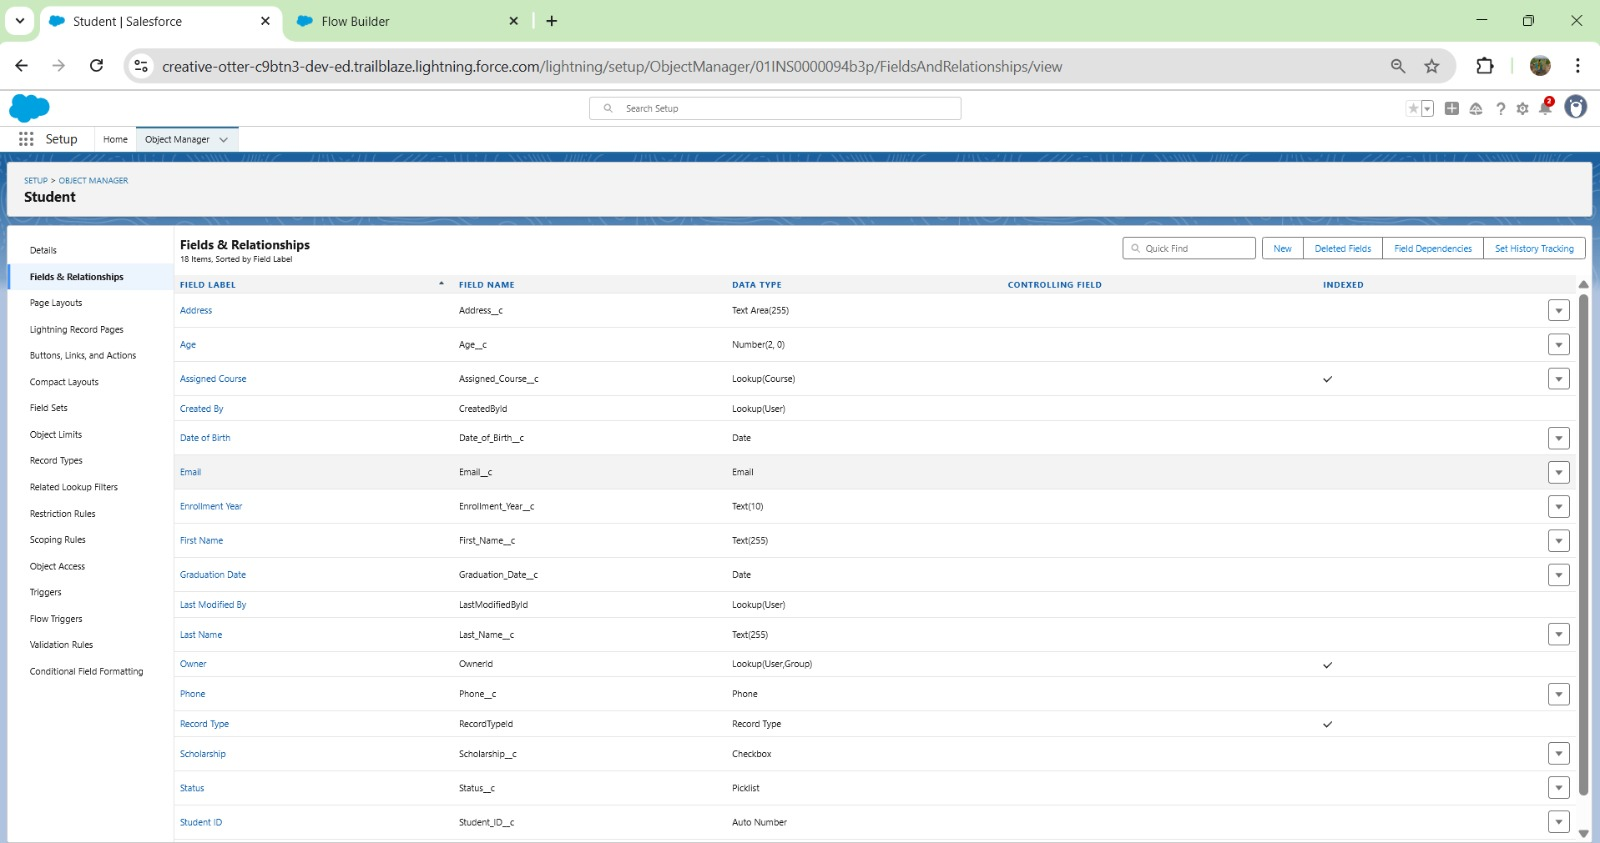 Student | Salesforce
Flow Builder
creative-otter-c9btn3-dev-ed.trailblaze.lightning.force.com/lightning/setup/ObjectManager/01INS0000094b3p/FieldsAndRelationships/view
Search Setup
2
Setup
Home
Object Manager
SETUP > OBJECT MANAGER
Student
Details
Fields & Relationships
Page Layouts
Lightning Record Pages
Buttons, Links, and Actions
Compact Layouts
Field Sets
Object Limits
Record Types
Related Lookup Filters
Restriction Rules
Scoping Rules
Object Access
Triggers
Flow Triggers
Validation Rules
Conditional Field Formatting
Fields & Relationships
18 Items, Sorted by Field Label
Quick Find
New
Deleted Fields
Field Dependencies
Set History Tracking
FIELD LABEL FIELD NAME DATA TYPE CONTROLLING FIELD INDEXED
Address Address__c Text Area(255)
Age Age__c Number(2, 0)
Assigned Course Assigned_Course__c Lookup(Course)
Created By CreatedById Lookup(User)
Date of Birth Date_of_Birth__c Date
Email Email__c Email
Enrollment Year Enrollment_Year__c Text(10)
First Name First_Name__c Text(255)
Graduation Date Graduation_Date__c Date
Last Modified By LastModifiedById Lookup(User)
Last Name Last_Name__c Text(255)
Owner OwnerId Lookup(User,Group)
Phone Phone__c Phone
Record Type RecordTypeId Record Type
Scholarship Scholarship__c Checkbox
Status Status__c Picklist
Student ID Student_ID__c Auto Number